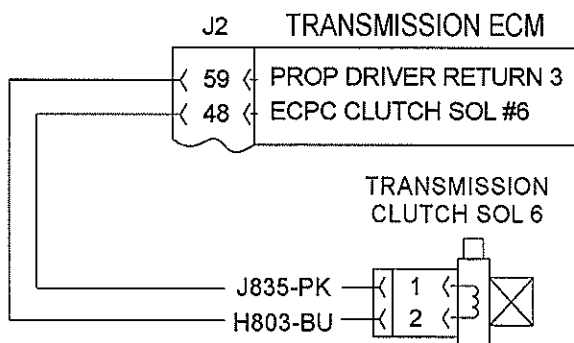 J2 TRANSMISSION ECM
59 PROP DRIVER RETURN 3
48 ECPC CLUTCH SOL #6
TRANSMISSION
CLUTCH SOL 6
J835-PK 1
H803-BU 2